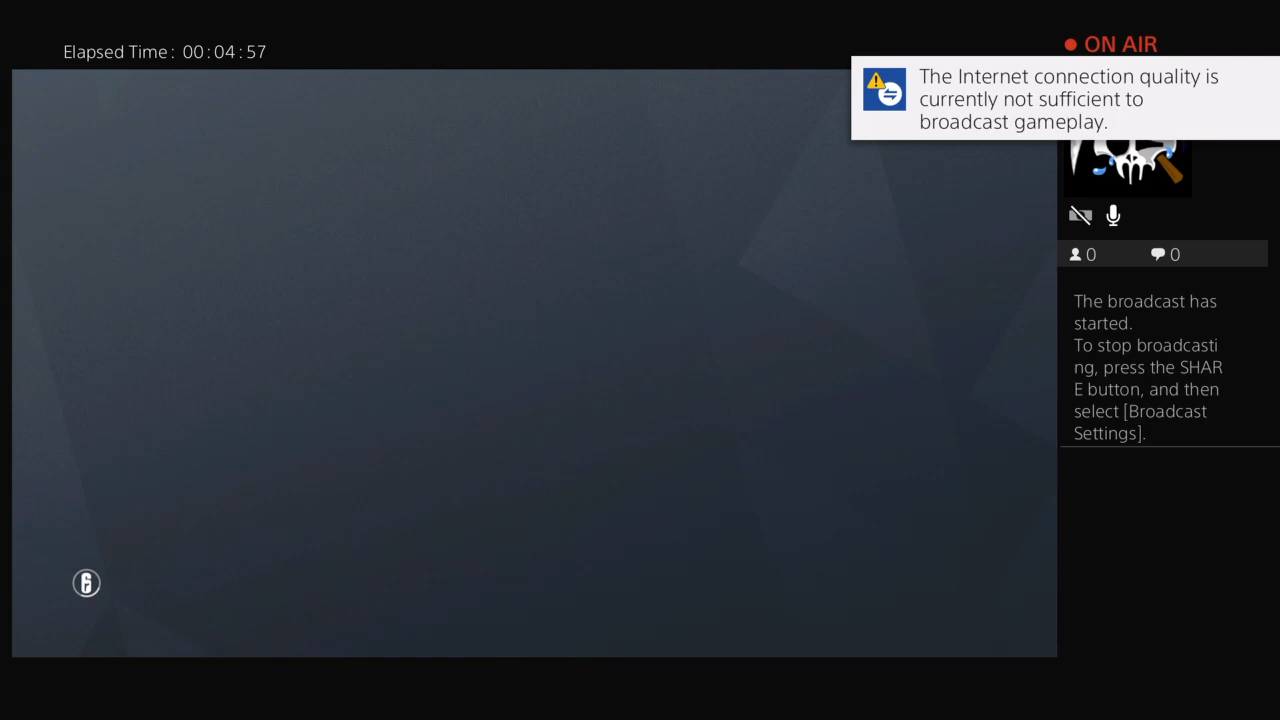 Elapsed Time: 00:04:57
ON AIR
The Internet connection quality is
currently not sufficient to
broadcast gameplay.
0
0
The broadcast has
started.
To stop broadcasti
ng, press the SHAR
E button, and then
select [Broadcast
Settings].
6